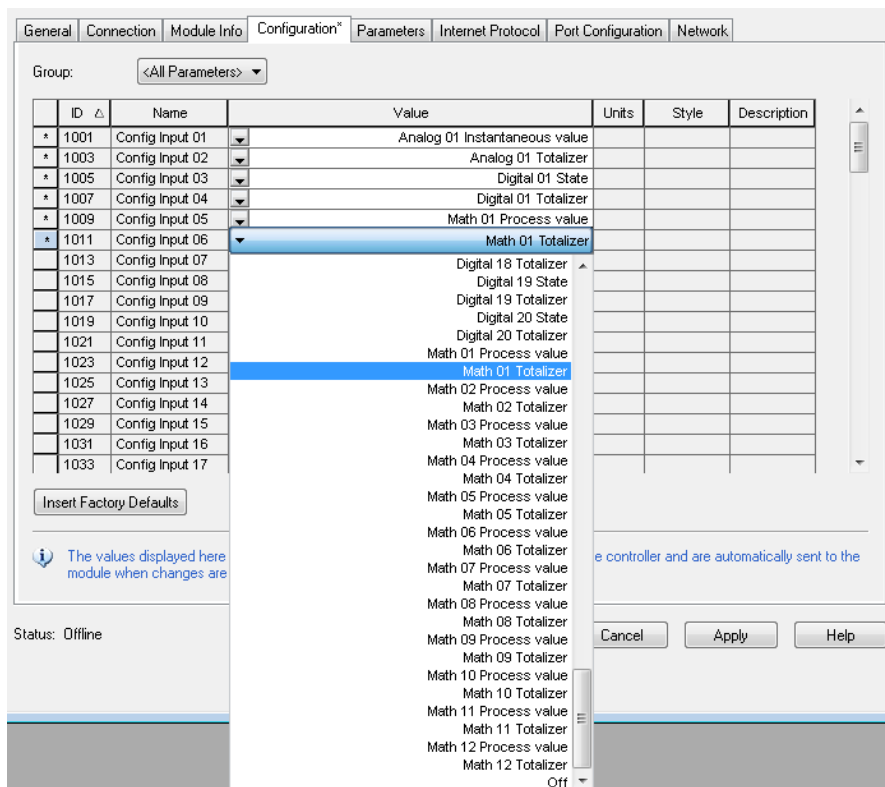 General Connection Module Info Configuration* Parameters Internet Protocol Port Configuration Network
Group: <All Parameters>
ID Name Value Units Style Description
* 1001 Config Input 01 Analog 01 Instantaneous value
* 1003 Config Input 02 Analog 01 Totalizer
* 1005 Config Input 03 Digital 01 State
* 1007 Config Input 04 Digital 01 Totalizer
* 1009 Config Input 05 Math 01 Process value
* 1011 Config Input 06 Math 01 Totalizer
1013 Config Input 07
1015 Config Input 08
1017 Config Input 09
1019 Config Input 10
1021 Config Input 11
1023 Config Input 12
1025 Config Input 13
1027 Config Input 14
1029 Config Input 15
1031 Config Input 16
1033 Config Input 17
Digital 18 Totalizer
Digital 19 State
Digital 19 Totalizer
Digital 20 State
Digital 20 Totalizer
Math 01 Process value
Math 01 Totalizer
Math 02 Process value
Math 02 Totalizer
Math 03 Process value
Math 03 Totalizer
Math 04 Process value
Math 04 Totalizer
Math 05 Process value
Math 05 Totalizer
Math 06 Process value
Math 06 Totalizer
Math 07 Process value
Math 07 Totalizer
Math 08 Process value
Math 08 Totalizer
Math 09 Process value
Math 09 Totalizer
Math 10 Process value
Math 10 Totalizer
Math 11 Process value
Math 11 Totalizer
Math 12 Process value
Math 12 Totalizer
Off
Insert Factory Defaults
The values displayed here e controller and are automatically sent to the
module when changes are
Status: Offline
Cancel Apply Help